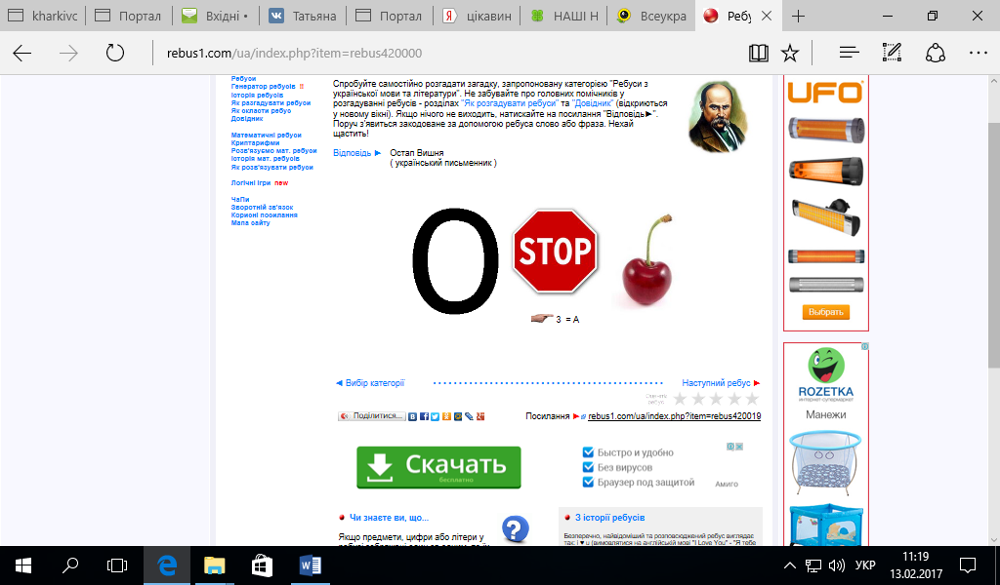 kharkivc
Портал
Вхідні •
Татьяна
Портал
цікавин
НАШІ Н
Всеукра
Ребу
rebus1.com/ua/index.php?item=rebus420000
Ребуси
Генератор ребусів !!
Історія ребусів
Як розгадувати ребуси
Як скласти ребус
Довідник
Математичні ребуси
Криптарифми
Розв'язуємо мат. ребуси
Історія мат. ребусів
Як розв'язувати ребуси
Логічні ігри new
ЧаПи
Зворотній зв'язок
Корисні посилання
Мапа сайту
Спробуйте самостійно розгадати загадку, запропоновану категорією "Ребуси з
української мови та літератури". Не забувайте про головних помічників у
розгадуванні ребусів - розділах "Як розгадувати ребуси" та "Довідник" (відкриються
у новому вікні). Якщо нічого не виходить, натискайте на посилання "Відповідь►".
Поруч з'явиться закодоване за допомогою ребуса слово або фраза. Нехай
щастить!
Відповідь ► Остап Вишня
( український письменник )
О
STOP
3 = А
◄ Вибір категорії
Наступний ребус ►
Оцініть
ребус
Поділитися...
Посилання ► rebus1.com/ua/index.php?item=rebus420019
Скачать
бесплатно
Быстро и удобно
Без вирусов
Браузер под защитой
Амиго
Чи знаєте ви, що...
Якщо предмети, цифри або літери у
З історії ребусів
Безперечно, найвідоміший та розповсюджений ребус виглядає
так: i ♥ u (вимовлятися на англійській мові "I Love You" - "Я тебе
UFO
Выбрать
ROZETKA
интернет-супермаркет
Манежи
УКР
11:19
13.02.2017